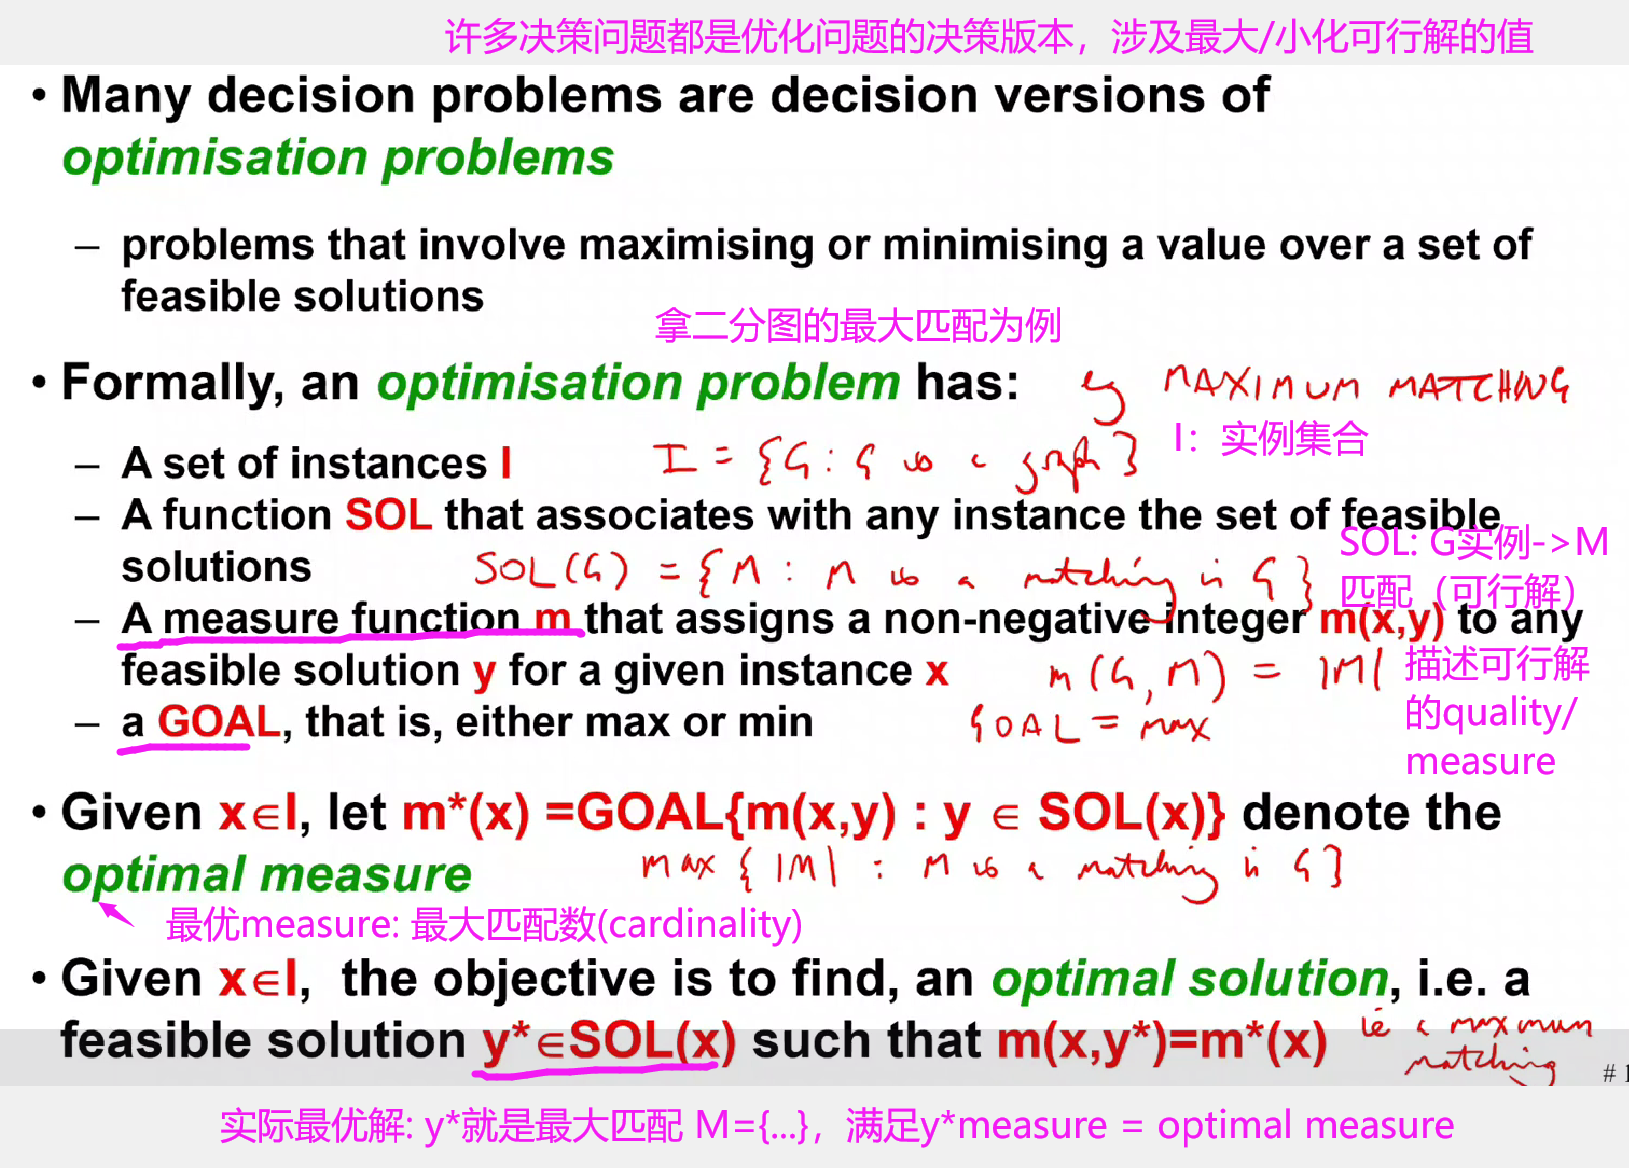 许多决策问题都是优化问题的决策版本，涉及最大/小化可行解的值
• Many decision problems are decision versions of
optimisation problems
– problems that involve maximising or minimising a value over a set of
feasible solutions
拿二分图的最大匹配为例
• Formally, an optimisation problem has:
eg MAXIMUM MATCHING
– A set of instances I
I = {G : G is a graph}
I：实例集合
– A function SOL that associates with any instance the set of feasible
solutions
SOL(G) = {M : M is a matching in G}
SOL: G实例->M
匹配（可行解）
– A measure function m that assigns a non-negative integer m(x,y) to any
feasible solution y for a given instance x
m(G, M) = |M|
描述可行解
的quality/
measure
– a GOAL, that is, either max or min
GOAL = max
• Given x∈I, let m*(x) =GOAL{m(x,y) : y ∈ SOL(x)} denote the
optimal measure
max {|M| : M is a matching in G}
最优measure: 最大匹配数(cardinality)
• Given x∈I, the objective is to find, an optimal solution, i.e. a
feasible solution y*∈SOL(x) such that m(x,y*)=m*(x)
ie a maximum
matching
# 1
实际最优解: y*就是最大匹配 M={...}，满足y*measure = optimal measure